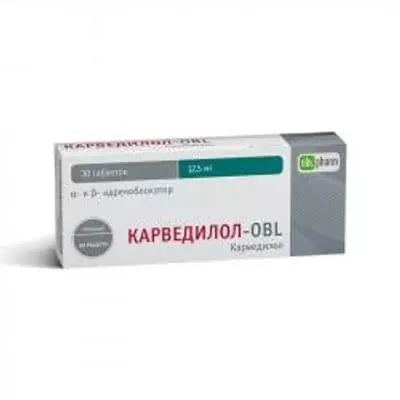 30 таблеток 12,5 мг
obl pharm
α- и β- адреноблокатор
КАРВЕДИЛОЛ-OBL
Карведилол